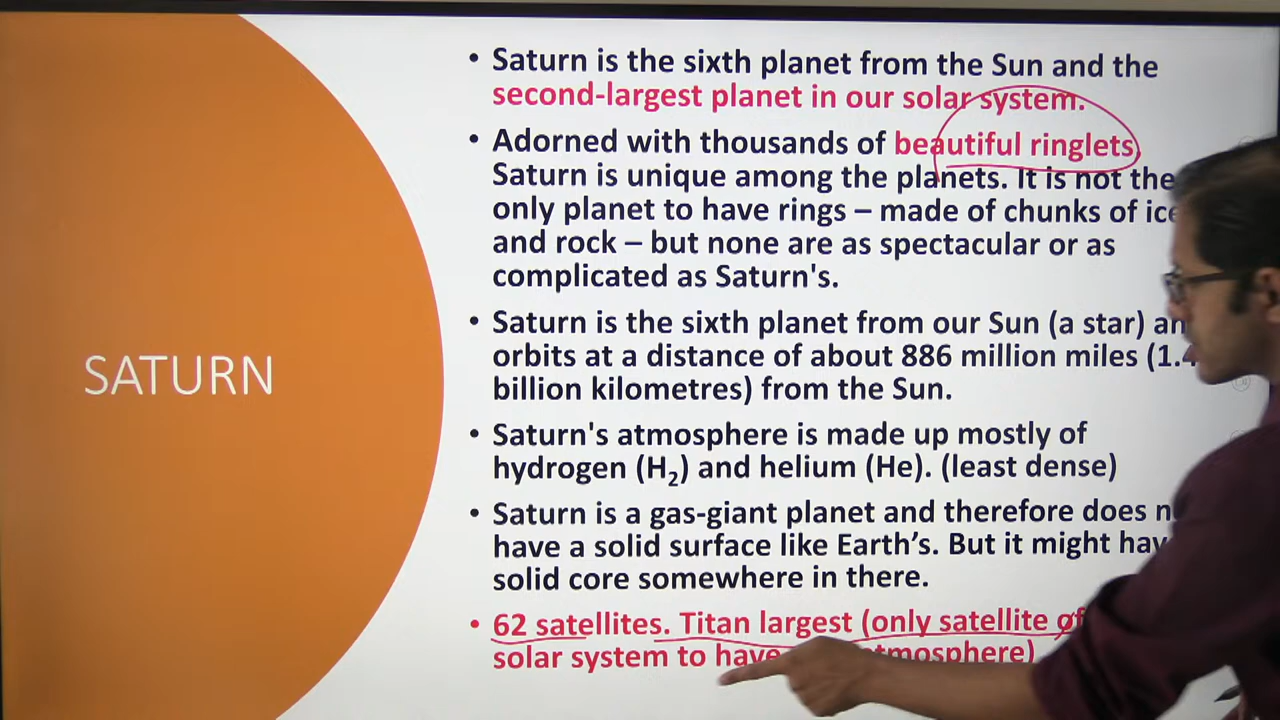 SATURN
• Saturn is the sixth planet from the Sun and the
second-largest planet in our solar system.
• Adorned with thousands of beautiful ringlets,
Saturn is unique among the planets. It is not the
only planet to have rings – made of chunks of ice
and rock – but none are as spectacular or as
complicated as Saturn's.
• Saturn is the sixth planet from our Sun (a star) an
orbits at a distance of about 886 million miles (1.4
billion kilometres) from the Sun.
• Saturn's atmosphere is made up mostly of
hydrogen (H₂) and helium (He). (least dense)
• Saturn is a gas-giant planet and therefore does n
have a solid surface like Earth’s. But it might hav
solid core somewhere in there.
• 62 satellites. Titan largest (only satellite of
solar system to have atmosphere)